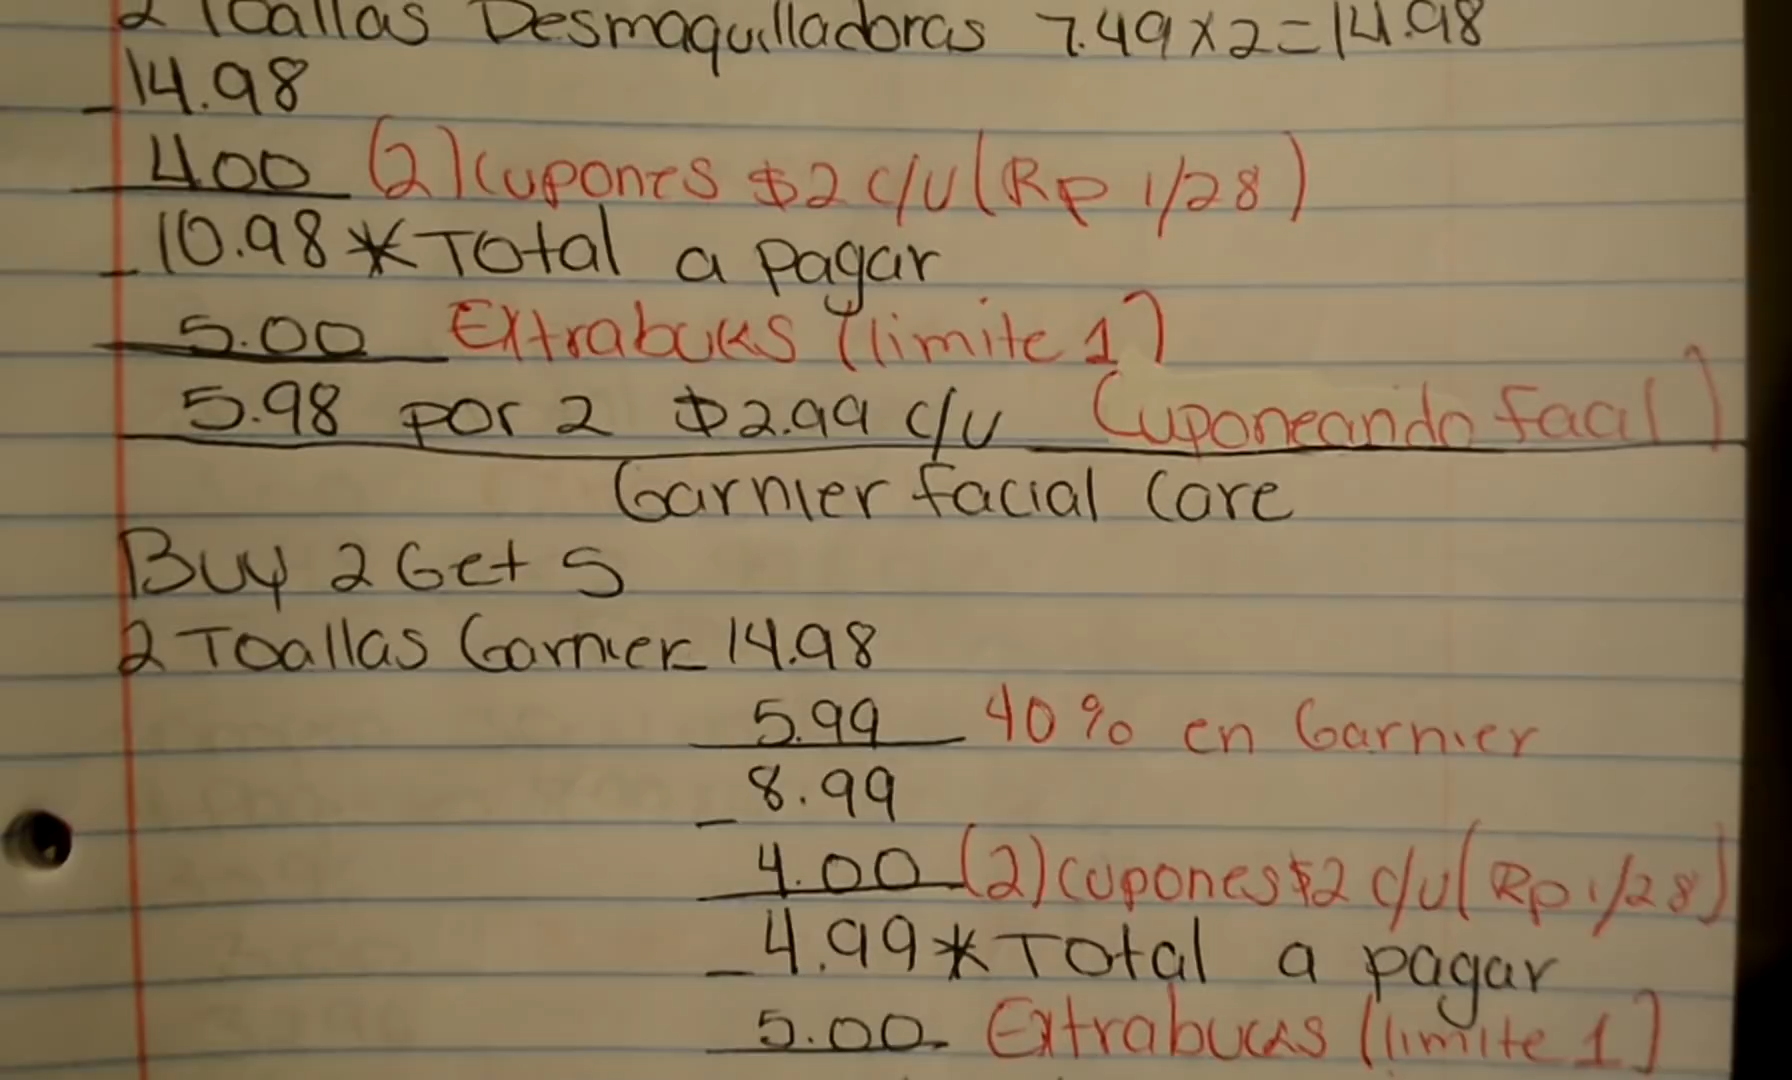 2 Toallas Desmaquilladoras 7.49x2=14.98
-14.98
400 (2) Cupones $2 c/u (Rp 1/28)
-10.98 * Total a pagar
5.00 Extrabucks (limite 1)
5.98 por 2 $2.99 c/u (Cuponeando facil)
Garnier facial Care
Buy 2 Get 5
2 Toallas Garnier 14.98
5.99 40% en Garnier
8.99
-4.00 (2) Cupones $2 c/u (Rp 1/28)
4.99 * Total a pagar
-5.00 Extrabucks (limite 1)